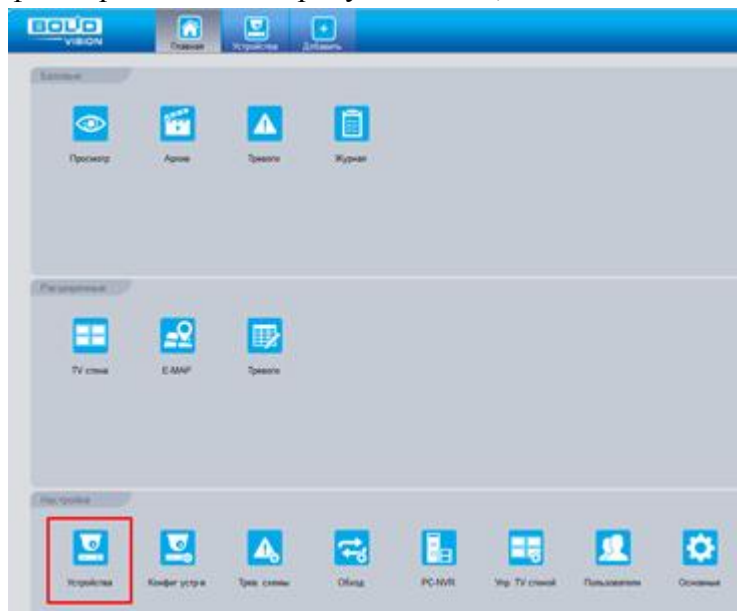 BOLID
VISION
Главная
Устройства
Добавить
Базовые
Просмотр
Архив
Тревоги
Журнал
Расширенные
TV стена
E-MAP
Тревоги
Настройка
Устройства
Конфиг устр-в
Трев. схемы
Обход
PC-NVR
Упр. TV стеной
Пользователи
Основные